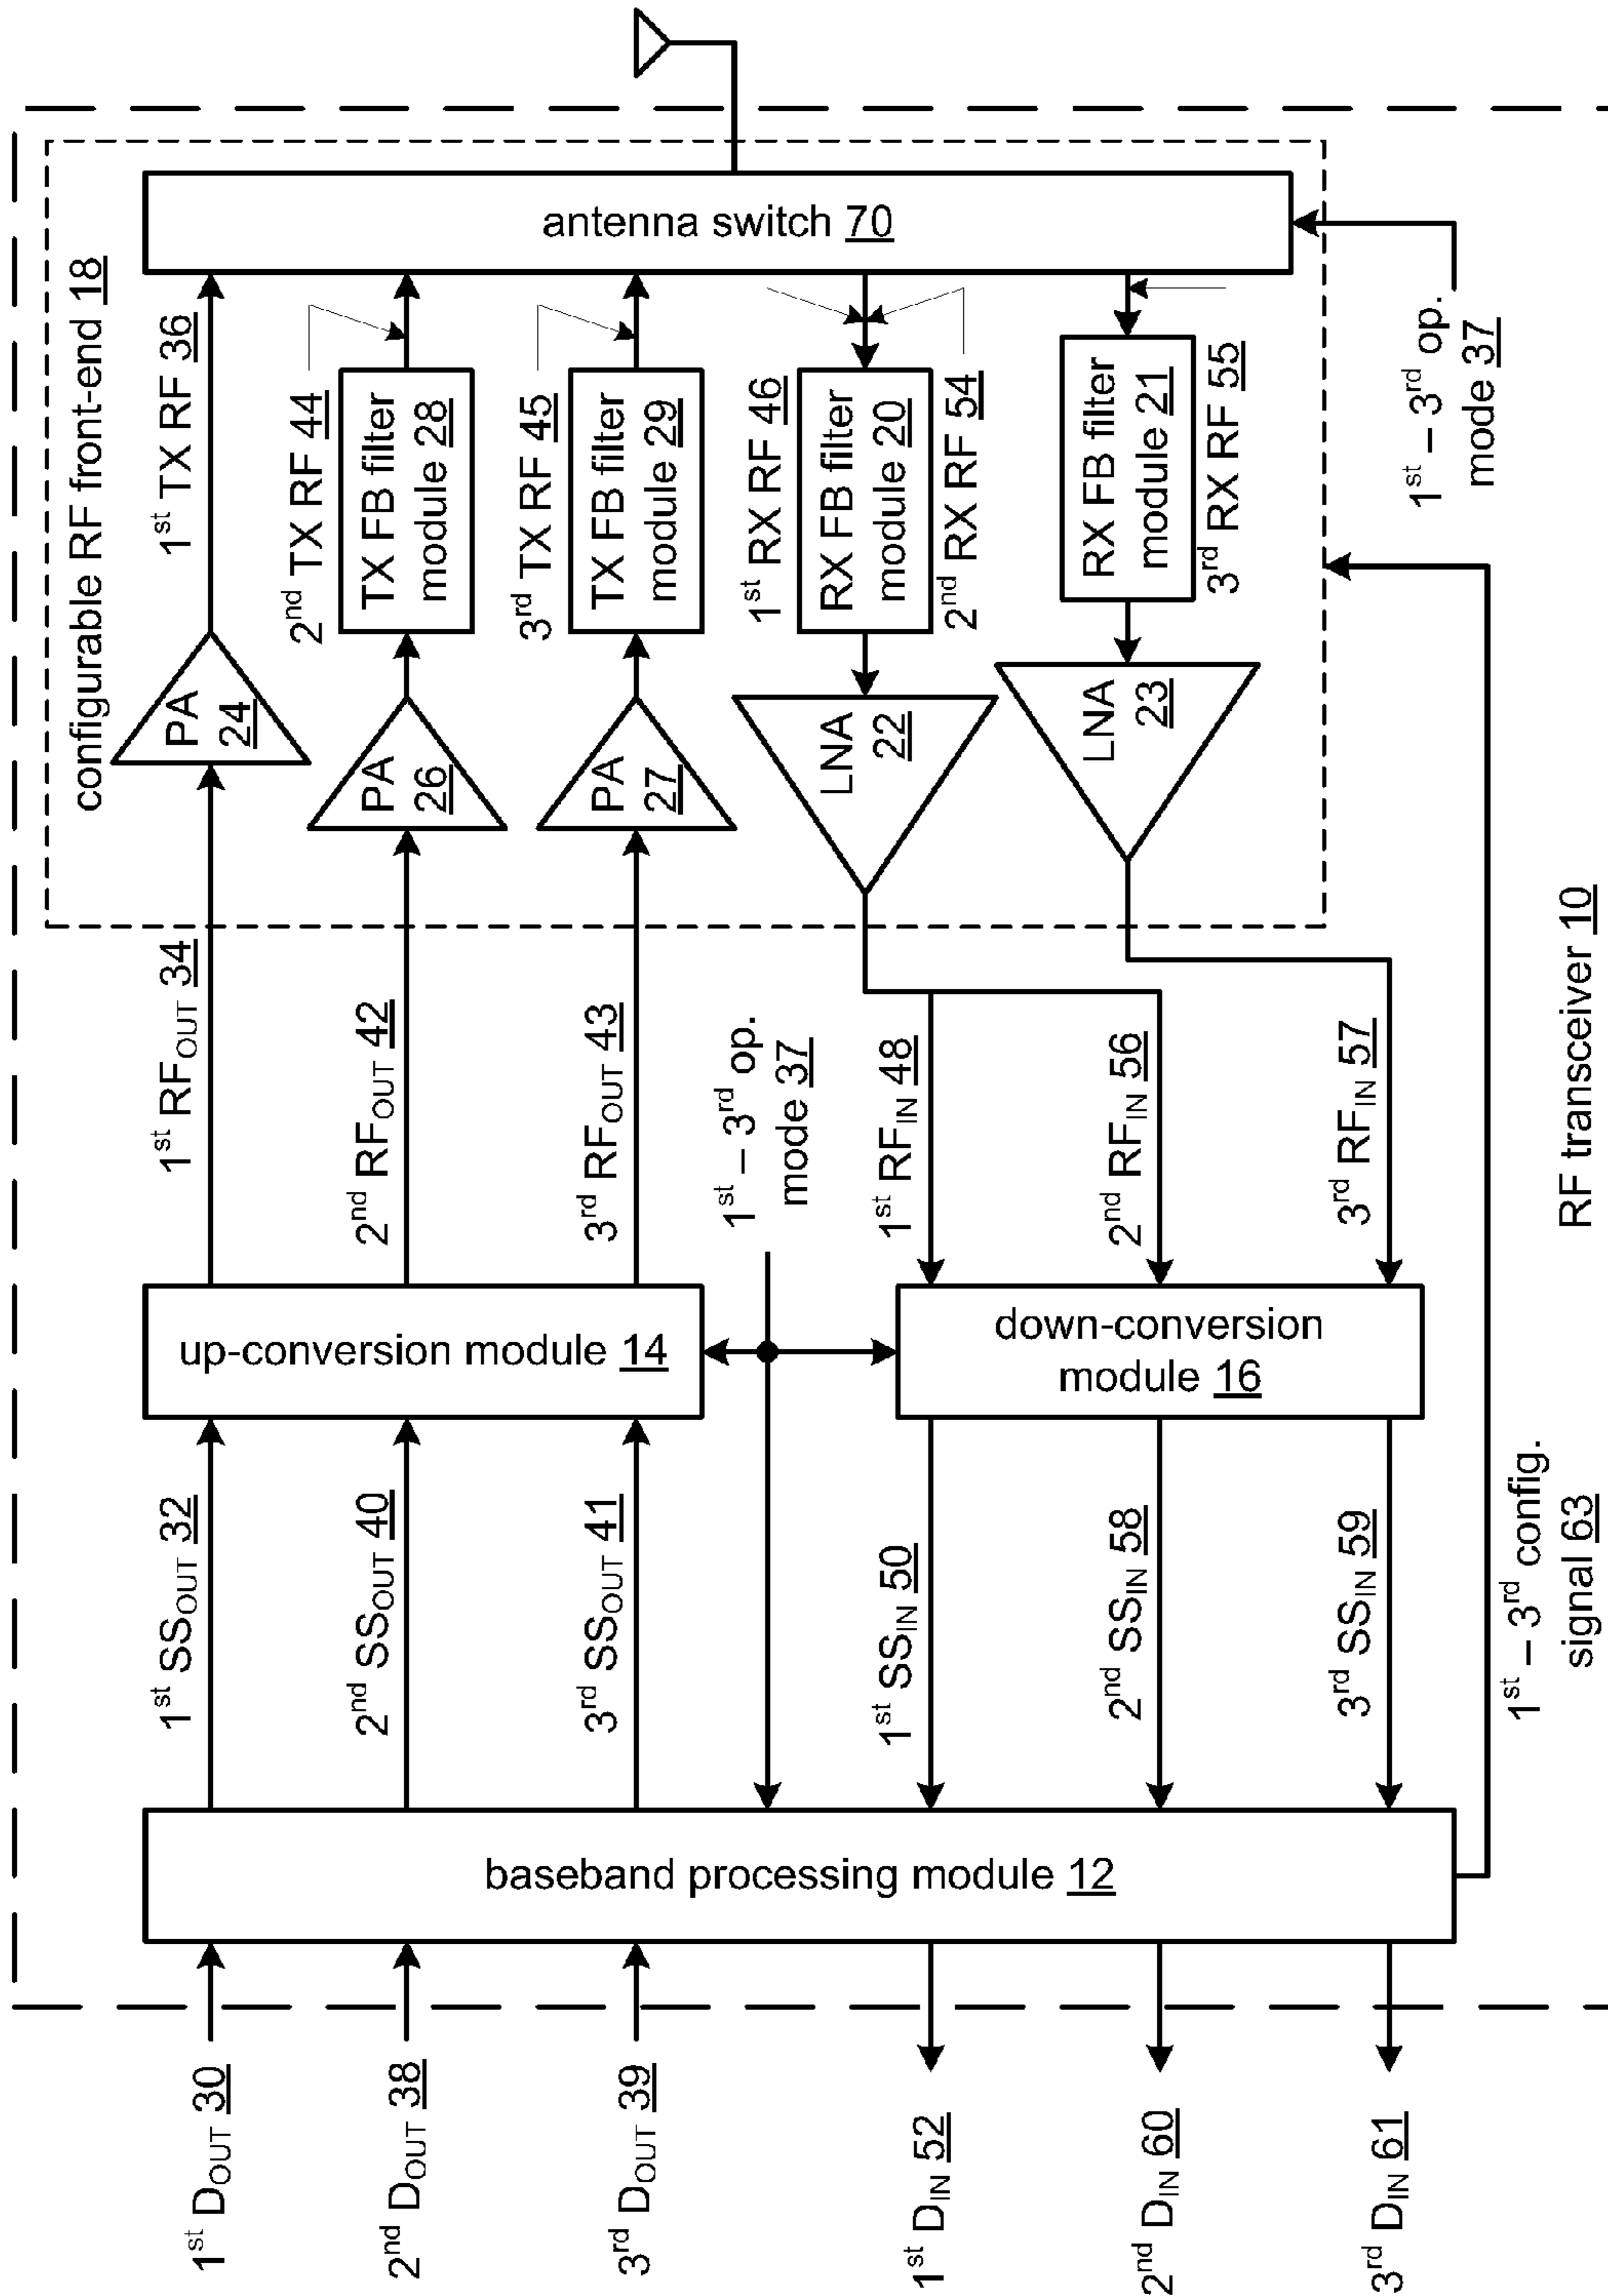 configurable RF front-end 18
antenna switch 70
1st DOUT 30
1st SSOUT 32
1st RFOUT 34
PA
24
1st TX RF 36
2nd DOUT 38
2nd SSOUT 40
2nd RFOUT 42
PA
26
2nd TX RF 44
TX FB filter
module 28
3rd DOUT 39
3rd SSOUT 41
3rd RFOUT 43
PA
27
3rd TX RF 45
TX FB filter
module 29
baseband processing module 12
up-conversion module 14
1st – 3rd op.
mode 37
down-conversion
module 16
1st DIN 52
1st SSIN 50
1st RFIN 48
LNA
22
1st RX RF 46
RX FB filter
module 20
2nd RX RF 54
2nd DIN 60
2nd SSIN 58
2nd RFIN 56
LNA
23
RX FB filter
module 21
3rd RX RF 55
3rd DIN 61
3rd SSIN 59
3rd RFIN 57
1st – 3rd config.
signal 63
RF transceiver 10
1st – 3rd op.
mode 37